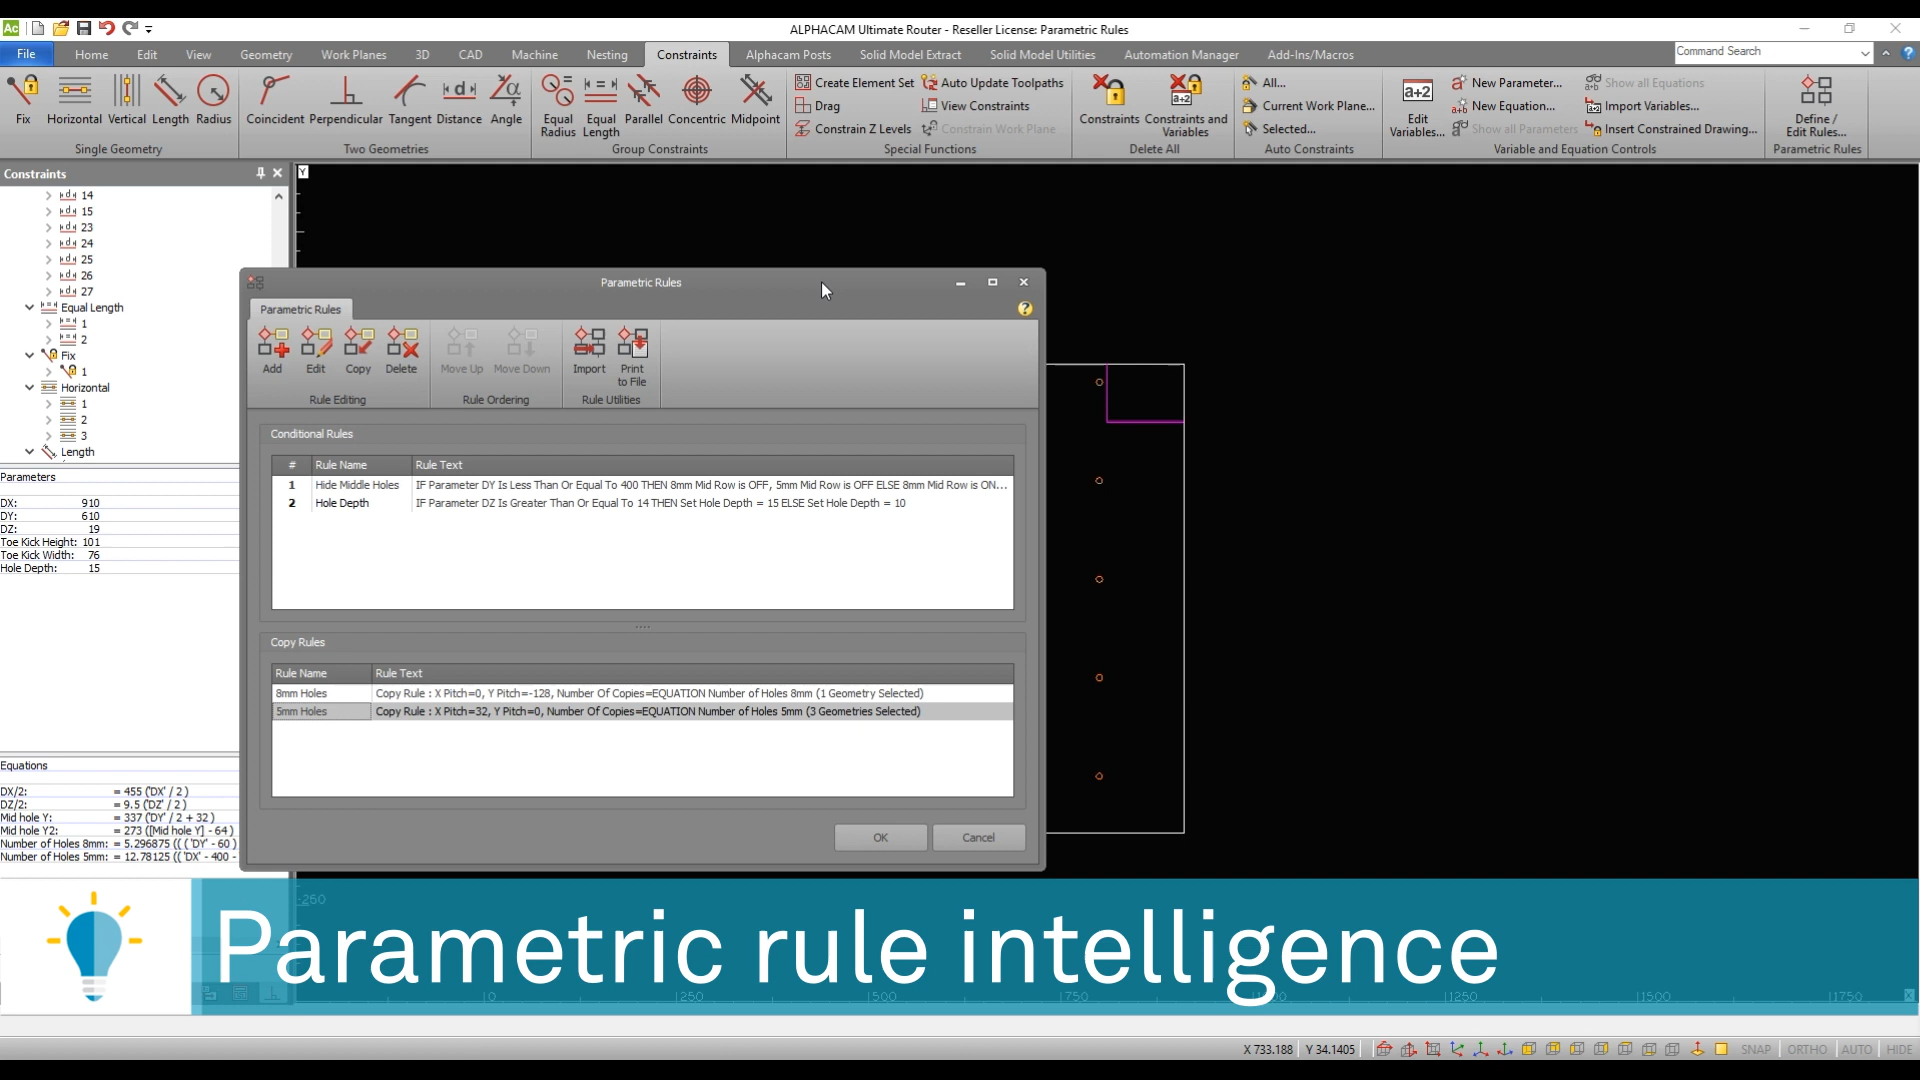 ALPHACAM Ultimate Router - Reseller License: Parametric Rules
File Home Edit View Geometry Work Planes 3D CAD Machine Nesting Constraints Alphacam Posts Solid Model Extract Solid Model Utilities Automation Manager Add-Ins/Macros Command Search
Fix Horizontal Vertical Length Radius
Single Geometry
Coincident Perpendicular Tangent Distance Angle
Two Geometries
Equal Radius Equal Length Parallel Concentric Midpoint
Group Constraints
Create Element Set Auto Update Toolpaths
Drag View Constraints
Constrain Z Levels Constrain Work Plane
Special Functions
Constraints Constraints and Variables
Delete All
All...
Current Work Plane...
Selected...
Auto Constraints
a+2
Edit Variables...
New Parameter... Show all Equations
New Equation... Import Variables...
Show all Parameters Insert Constrained Drawing...
Variable and Equation Controls
Define / Edit Rules...
Parametric Rules
Constraints
14
15
23
24
25
26
27
Equal Length
1
2
Fix
1
Horizontal
1
2
3
Length
Parameters
DX: 910
DY: 610
DZ: 19
Toe Kick Height: 101
Toe Kick Width: 76
Hole Depth: 15
Equations
DX/2: = 455 ('DX' / 2 )
DZ/2: = 9.5 ('DZ' / 2 )
Mid hole Y: = 337 ('DY' / 2 + 32 )
Mid hole Y2: = 273 ([Mid hole Y] - 64 )
Number of Holes 8mm: = 5.296875 ((( 'DY' - 60 )
Number of Holes 5mm: = 12.78125 (( 'DX' - 400 -
Y
Parametric Rules
Parametric Rules
Add Edit Copy Delete
Rule Editing
Move Up Move Down
Rule Ordering
Import Print to File
Rule Utilities
Conditional Rules
# Rule Name Rule Text
1 Hide Middle Holes IF Parameter DY Is Less Than Or Equal To 400 THEN 8mm Mid Row is OFF, 5mm Mid Row is OFF ELSE 8mm Mid Row is ON...
2 Hole Depth IF Parameter DZ Is Greater Than Or Equal To 14 THEN Set Hole Depth = 15 ELSE Set Hole Depth = 10
Copy Rules
Rule Name Rule Text
8mm Holes Copy Rule : X Pitch=0, Y Pitch=-128, Number Of Copies=EQUATION Number of Holes 8mm (1 Geometry Selected)
5mm Holes Copy Rule : X Pitch=32, Y Pitch=0, Number Of Copies=EQUATION Number of Holes 5mm (3 Geometries Selected)
OK Cancel
-250
Parametric rule intelligence
0 250 500 750 1250 1500 1750 X
X 733.188 Y 34.1405 SNAP ORTHO AUTO HIDE